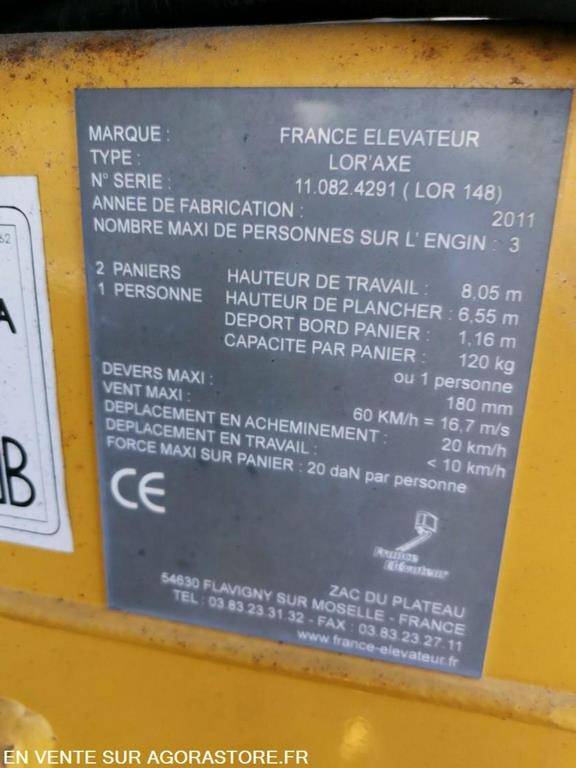 MARQUE : FRANCE ELEVATEUR
TYPE : LOR'AXE
N° SERIE : 11.082.4291 ( LOR 148)
ANNEE DE FABRICATION : 2011
NOMBRE MAXI DE PERSONNES SUR L' ENGIN : 3
2 PANIERS HAUTEUR DE TRAVAIL : 8,05 m
1 PERSONNE HAUTEUR DE PLANCHER : 6,55 m
DEPORT BORD PANIER : 1,16 m
CAPACITE PAR PANIER : 120 kg
ou 1 personne
DEVERS MAXI : 180 mm
VENT MAXI : 60 KM/H = 16,7 m/s
DEPLACEMENT EN ACHEMINEMENT : 20 km/h
DEPLACEMENT EN TRAVAIL : < 10 km/h
FORCE MAXI SUR PANIER : 20 daN par personne
CE
France
Elévateur
ZAC DU PLATEAU
54630 FLAVIGNY SUR MOSELLE - FRANCE
TEL : 03.83.23.31.32 - FAX : 03.83.23.27.11
www.france-elevateur.fr
62
A
B
EN VENTE SUR AGORASTORE.FR